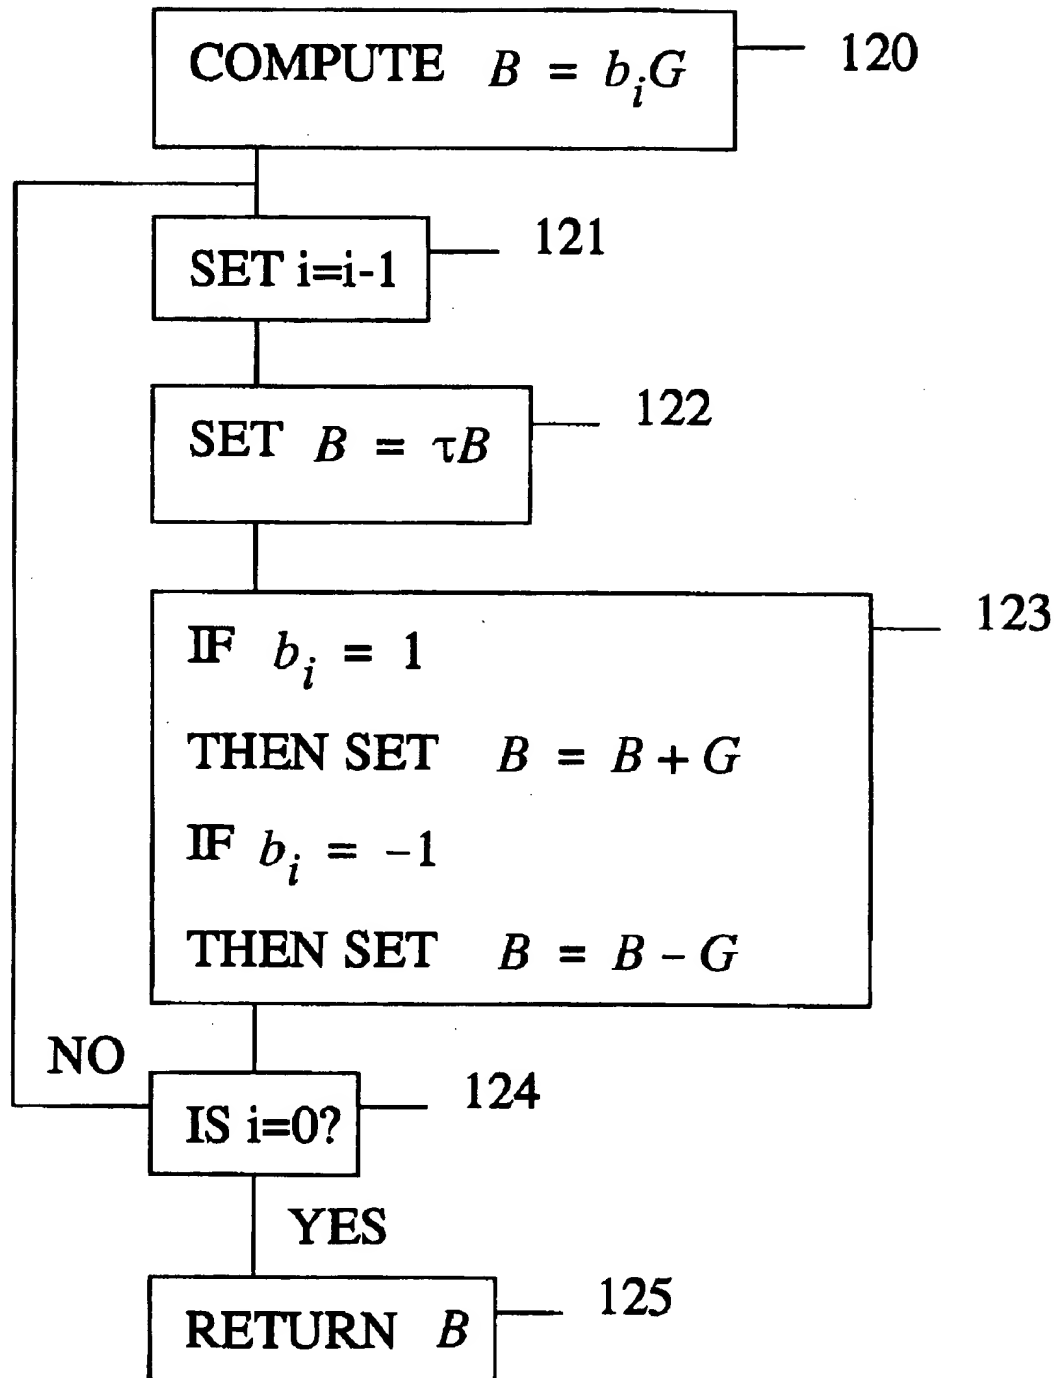 COMPUTE B = b_i G 120
SET i=i-1 121
SET B = τB 122
IF b_i = 1 123
THEN SET B = B + G
IF b_i = −1
THEN SET B = B − G
NO
IS i=0? 124
YES
RETURN B 125